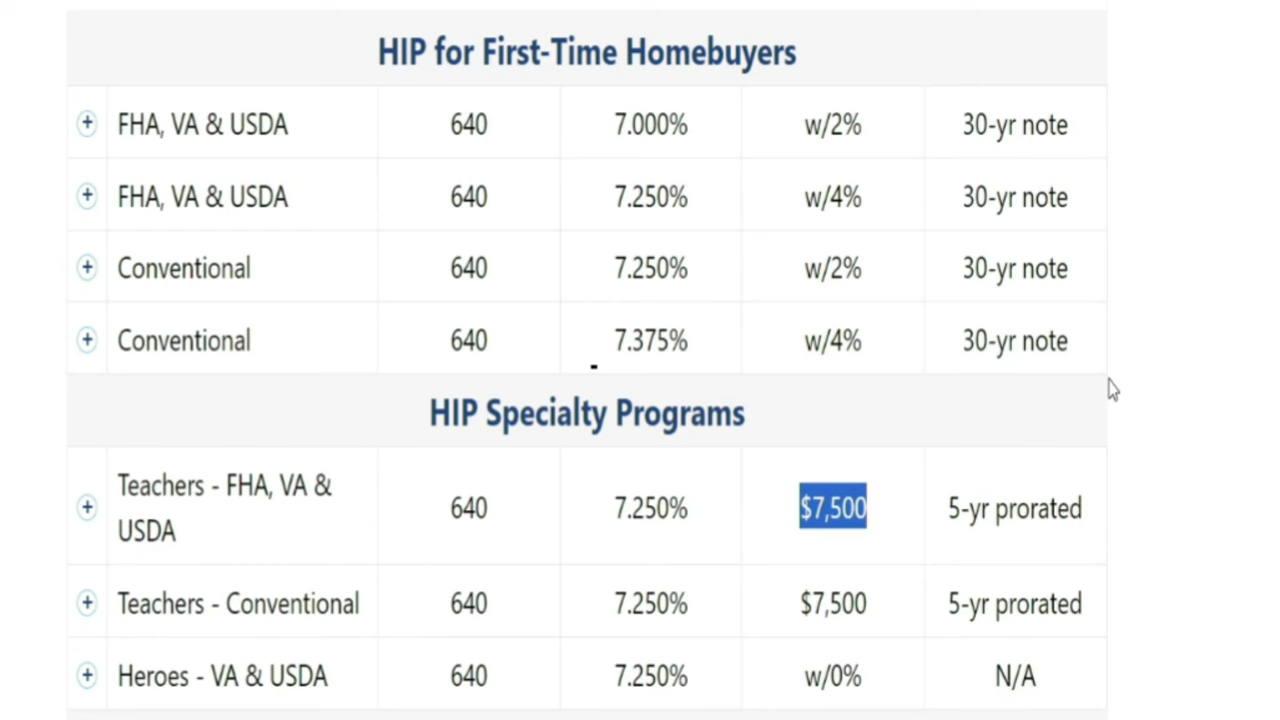 HIP for First-Time Homebuyers
+ FHA, VA & USDA 640 7.000% w/2% 30-yr note
+ FHA, VA & USDA 640 7.250% w/4% 30-yr note
+ Conventional 640 7.250% w/2% 30-yr note
+ Conventional 640 7.375% w/4% 30-yr note
HIP Specialty Programs
+ Teachers - FHA, VA &
USDA 640 7.250% $7,500 5-yr prorated
+ Teachers - Conventional 640 7.250% $7,500 5-yr prorated
+ Heroes - VA & USDA 640 7.250% w/0% N/A